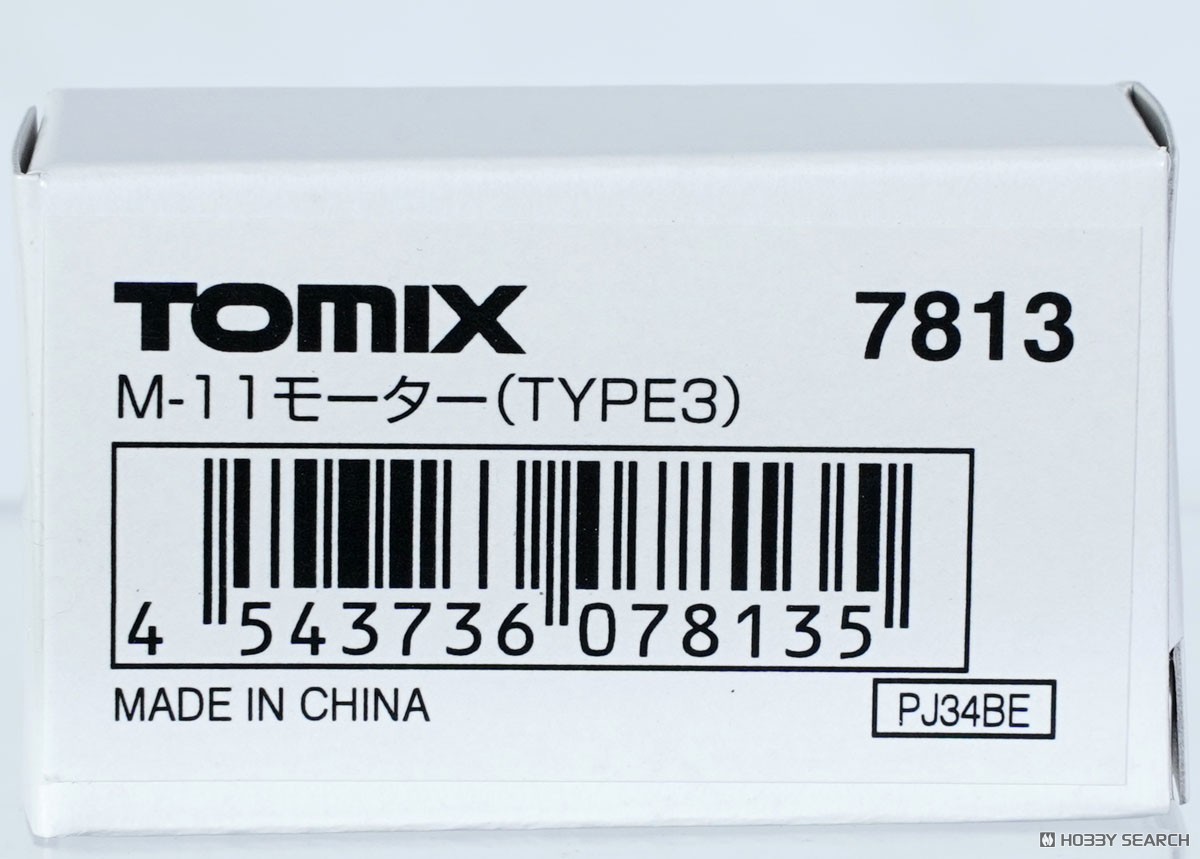 TOMIX 7813
M-11モーター(TYPE3)
4 543736 078135
MADE IN CHINA PJ34BE
HOBBY SEARCH